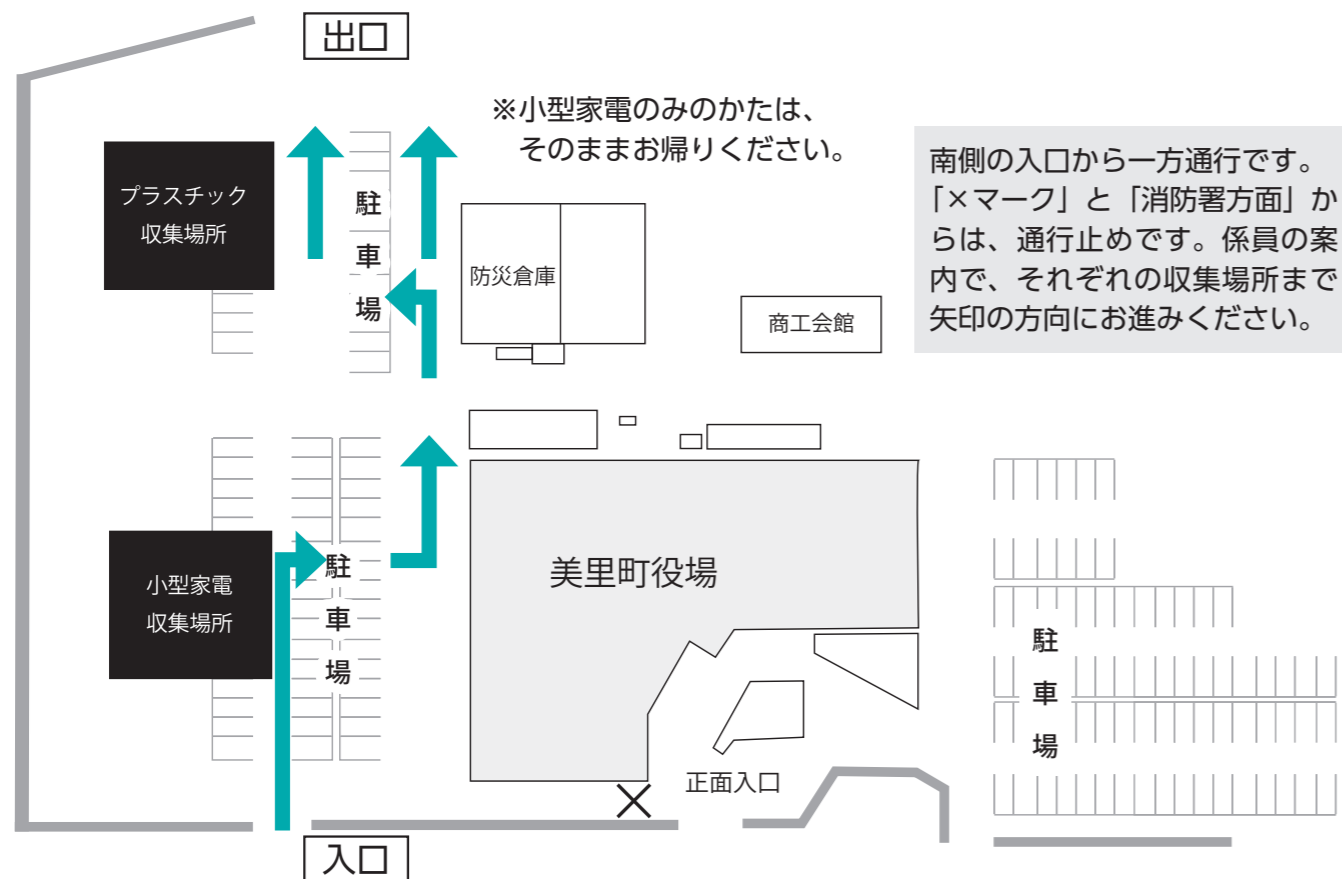 出口
※小型家電のみのかたは、
そのままお帰りください。
南側の入口から一方通行です。
「×マーク」と「消防署方面」か
らは、通行止めです。係員の案
内で、それぞれの収集場所まで
矢印の方向にお進みください。
プラスチック
収集場所
駐車場
防災倉庫
商工会館
小型家電
収集場所
駐車場
美里町役場
駐車場
正面入口
入口